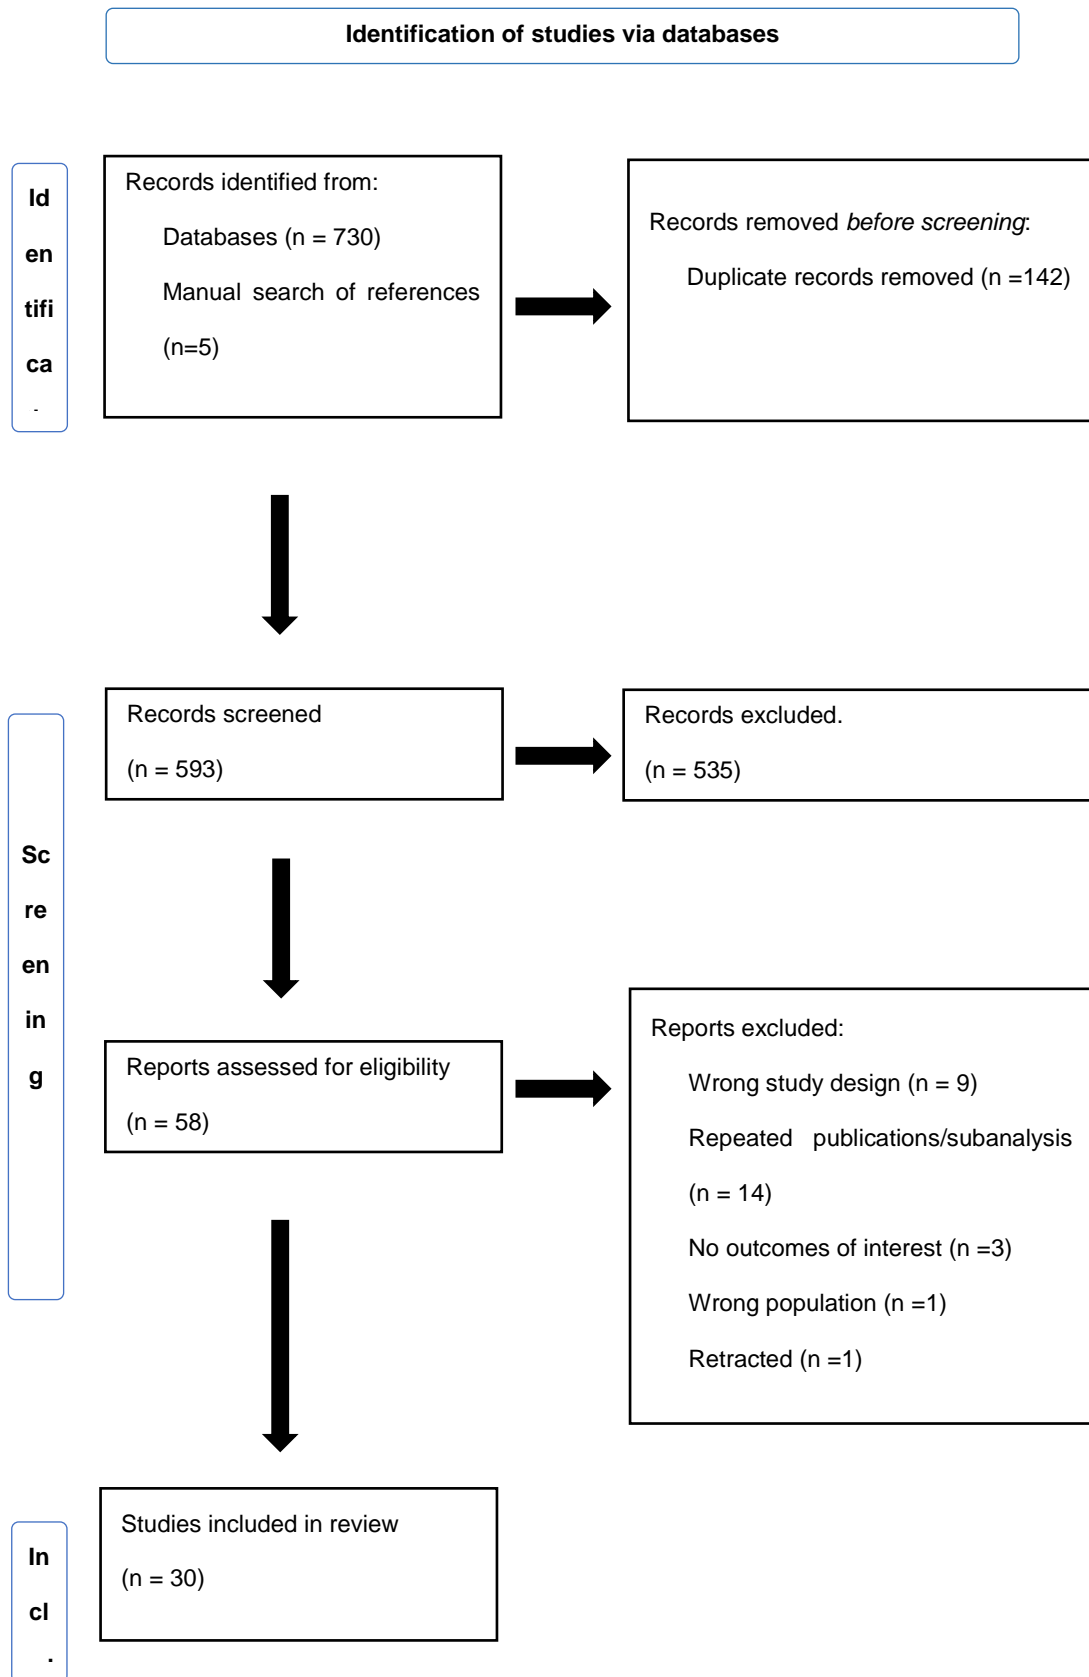 Identification of studies via databases
Id
en
tifi
ca
Records identified from:
Databases (n = 730)
Manual search of references
(n=5)
Records removed before screening:
Duplicate records removed (n =142)
Sc
re
en
in
g
Records screened
(n = 593)
Records excluded.
(n = 535)
Reports assessed for eligibility
(n = 58)
Reports excluded:
Wrong study design (n = 9)
Repeated publications/subanalysis
(n = 14)
No outcomes of interest (n =3)
Wrong population (n =1)
Retracted (n =1)
In
cl
Studies included in review
(n = 30)